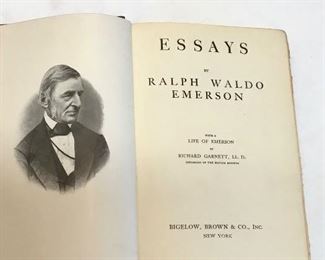 ESSAYS
BY
RALPH WALDO
EMERSON
WITH A
LIFE OF EMERSON
BY
RICHARD GARNETT, LL. D.
BIGELOW, BROWN & CO., INC.
NEW YORK